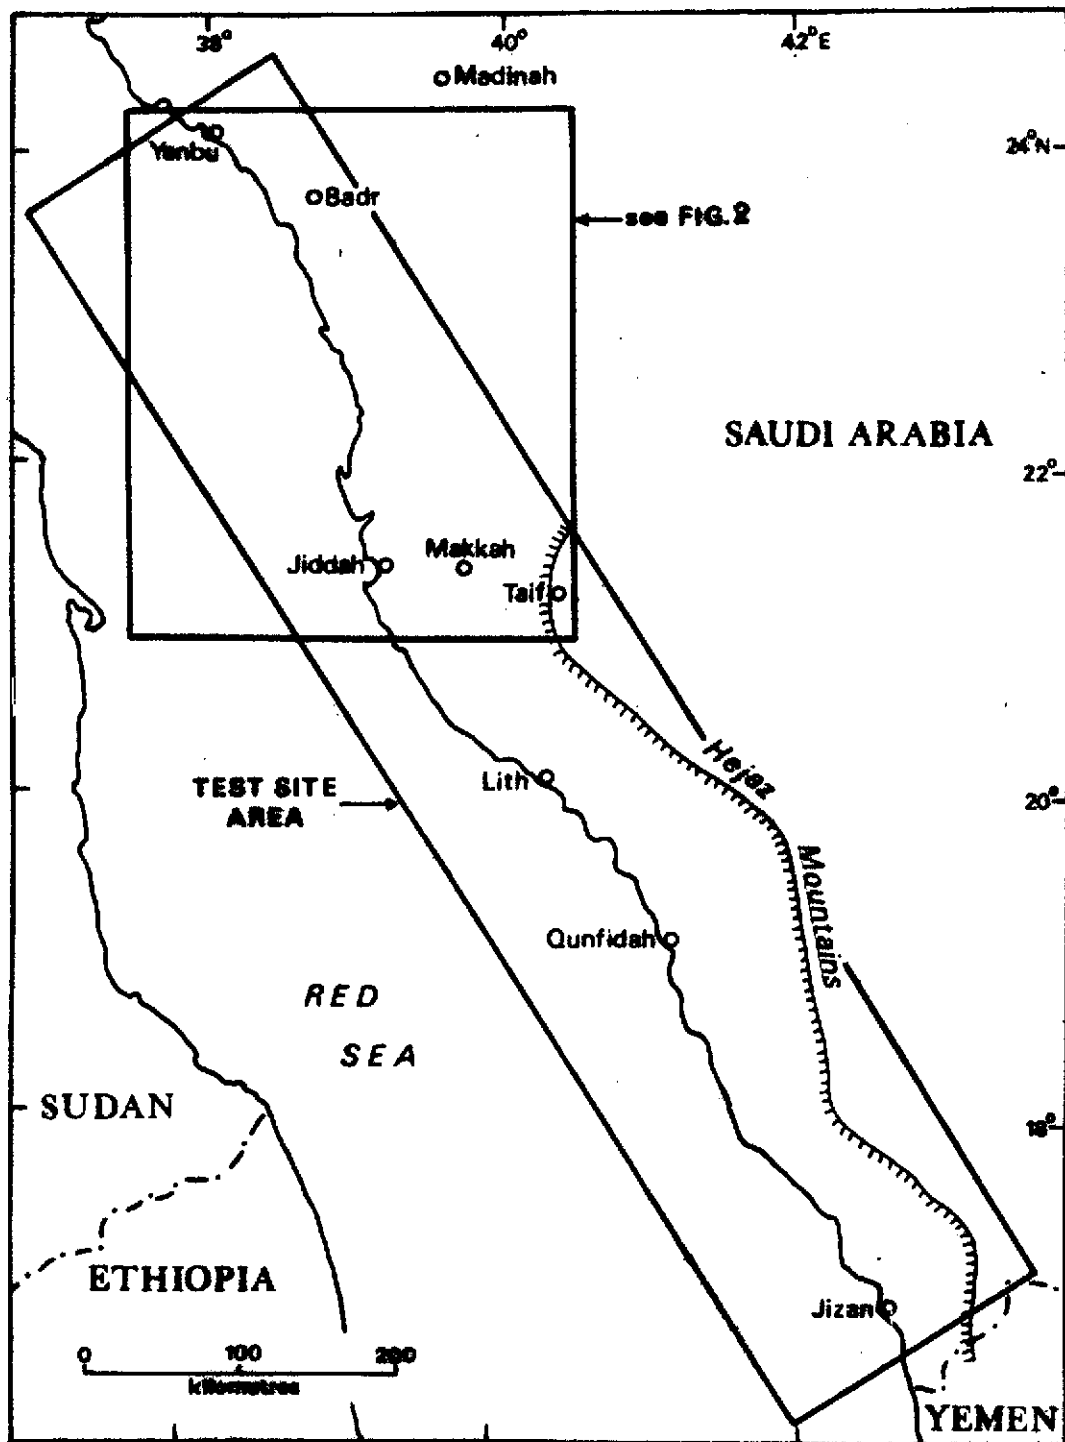 38°
40°
42°E
Madinah
24°N
Yanbu
Badr
see FIG.2
SAUDI ARABIA
22°
Jiddah
Makkah
Taif
Hejaz
Lith
TEST SITE
AREA
20°
Mountains
Qunfidah
RED
SEA
SUDAN
18°
ETHIOPIA
Jizan
0 100 200
kilometres
YEMEN